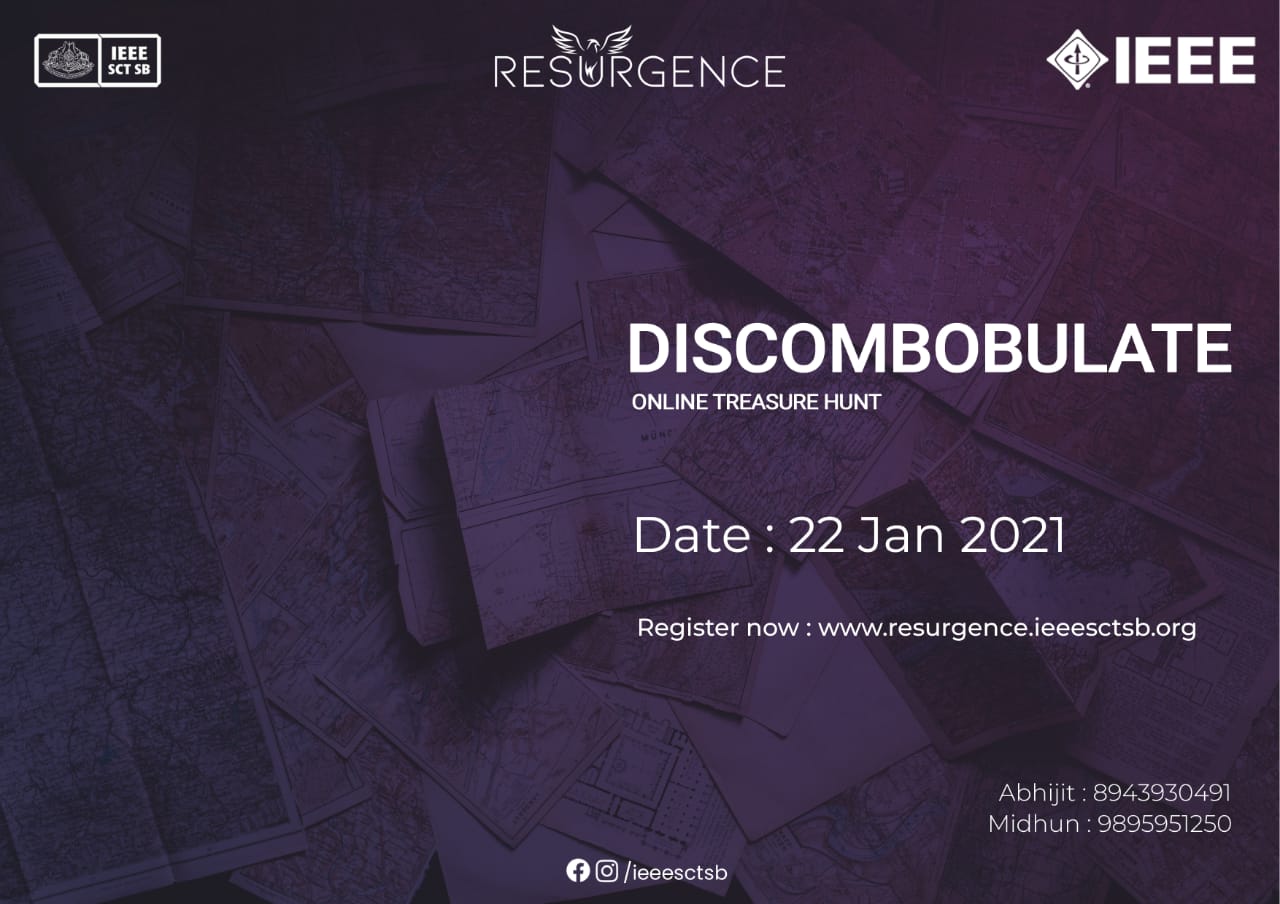 IEEE
SCT SB
RESURGENCE
IEEE
DISCOMBOBULATE
ONLINE TREASURE HUNT
Date : 22 Jan 2021
Register now : www.resurgence.ieeesctsb.org
Abhijit : 8943930491
Midhun : 9895951250
/ieeesctsb